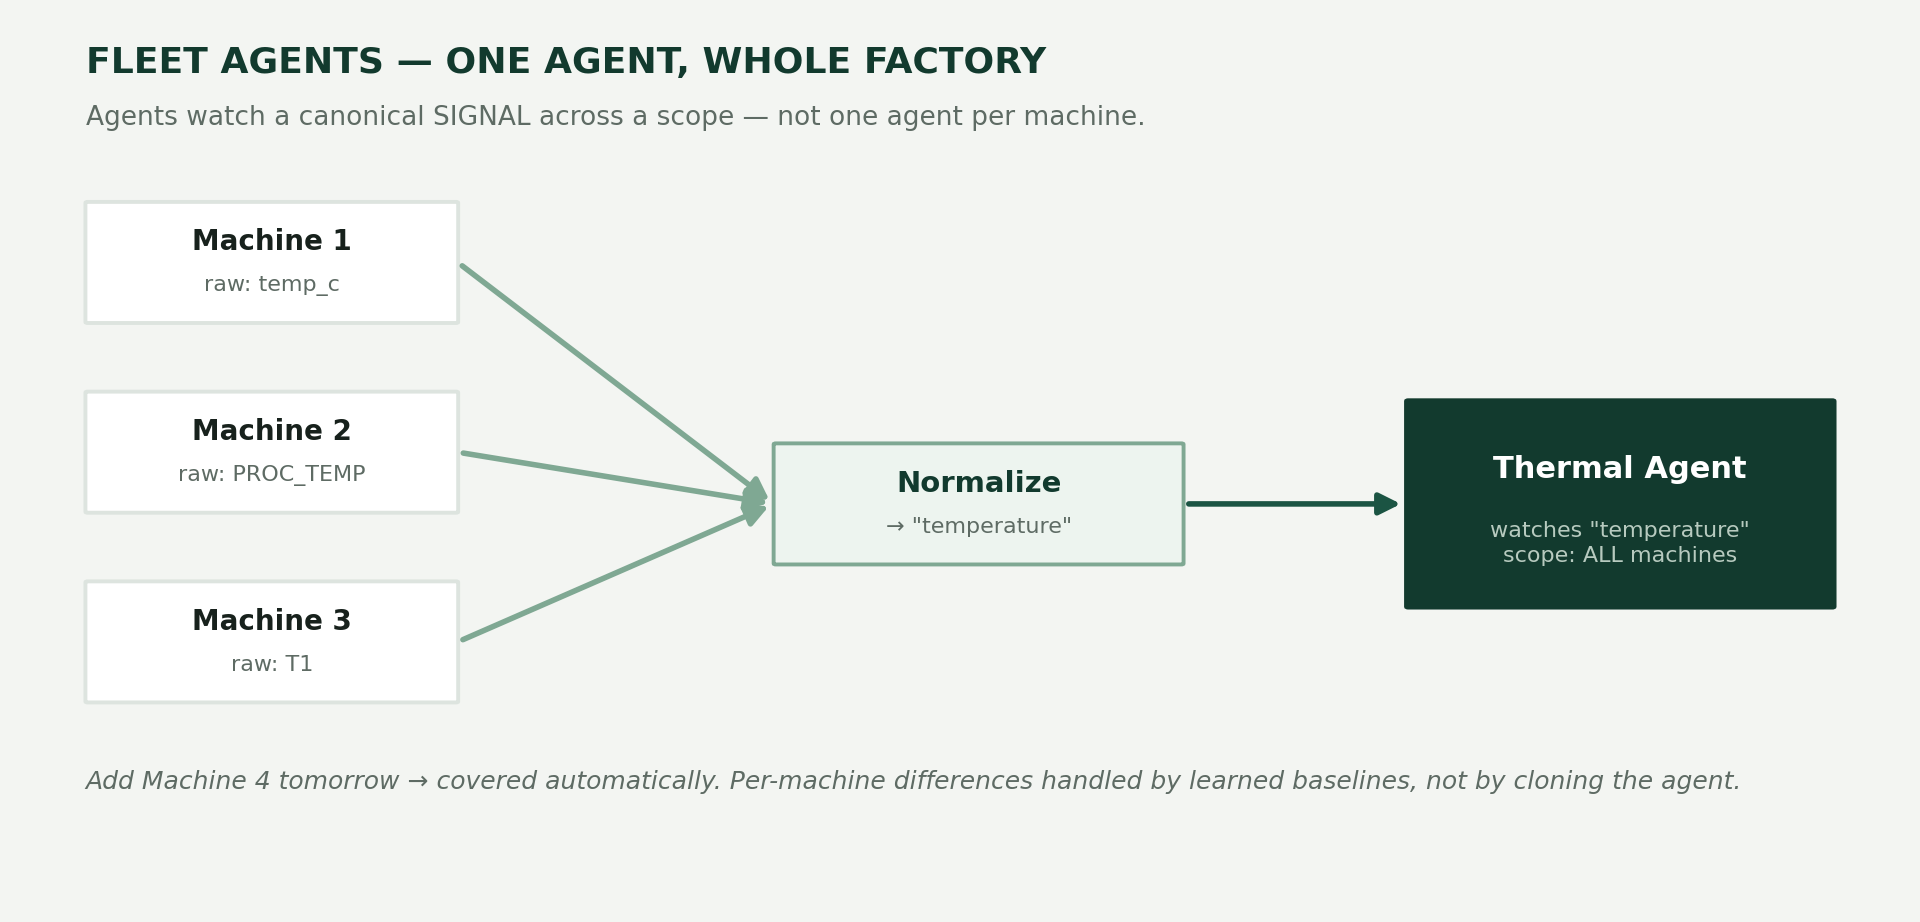 FLEET AGENTS — ONE AGENT, WHOLE FACTORY
Agents watch a canonical SIGNAL across a scope — not one agent per machine.
Machine 1
raw: temp_c
Machine 2
raw: PROC_TEMP
Machine 3
raw: T1
Normalize
→ "temperature"
Thermal Agent
watches "temperature"
scope: ALL machines
Add Machine 4 tomorrow → covered automatically. Per-machine differences handled by learned baselines, not by cloning the agent.